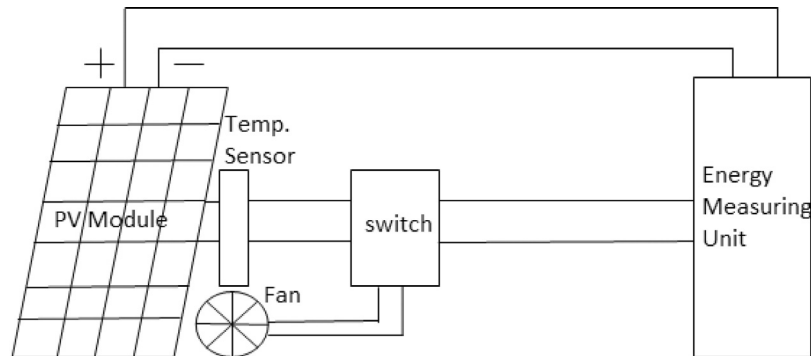 + −
Temp.
Sensor
PV Module
switch
Energy
Measuring
Unit
Fan